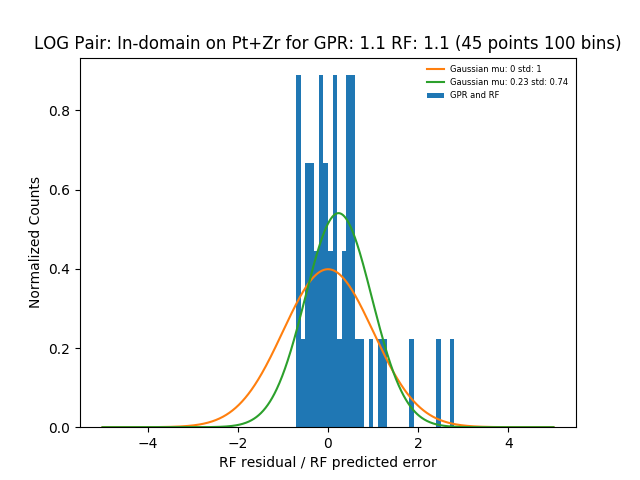 LOG Pair: In-domain on Pt+Zr for GPR: 1.1 RF: 1.1 (45 points 100 bins)
Gaussian mu: 0 std: 1
Gaussian mu: 0.23 std: 0.74
GPR and RF
Normalized Counts
0.8
0.6
0.4
0.2
0.0
−4 −2 0 2 4
RF residual / RF predicted error